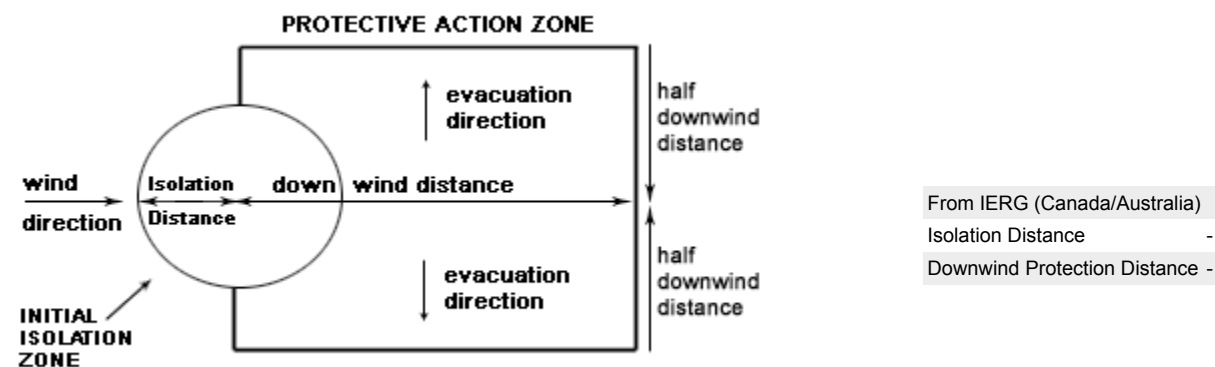 PROTECTIVE ACTION ZONE
evacuation
direction
half
downwind
distance
wind
direction
Isolation
Distance
down wind distance
evacuation
direction
half
downwind
distance
INITIAL
ISOLATION
ZONE
From IERG (Canada/Australia)
Isolation Distance -
Downwind Protection Distance -